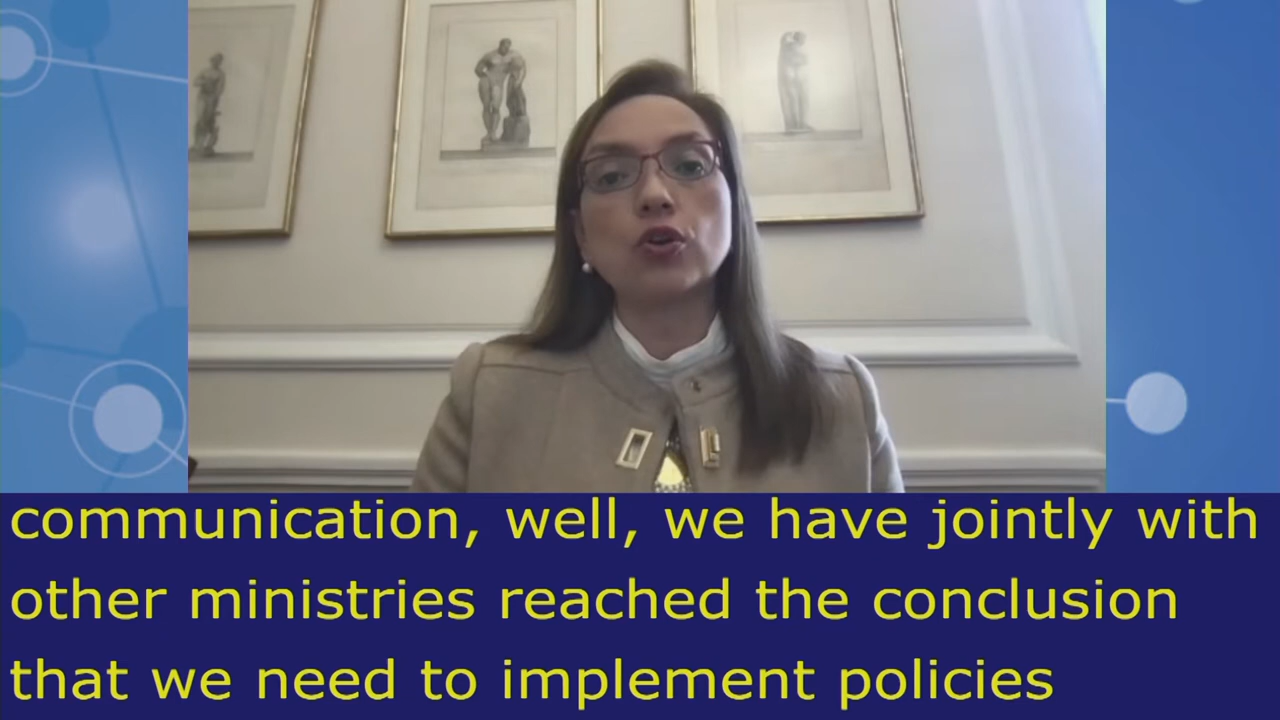 communication, well, we have jointly with
other ministries reached the conclusion
that we need to implement policies